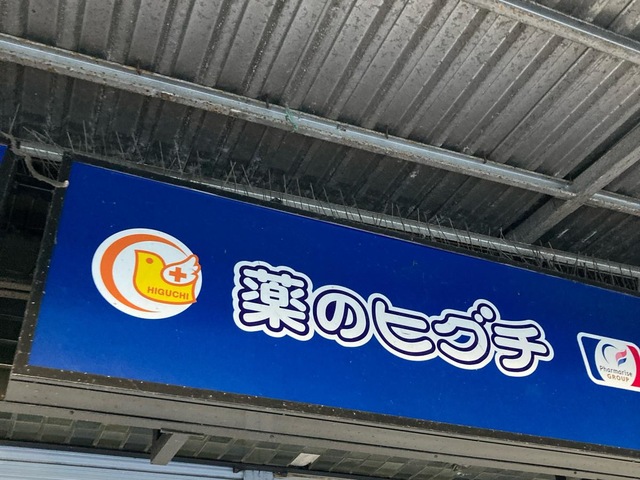 HIGUCHI
薬のヒグチ
Pharmarise
GROUP